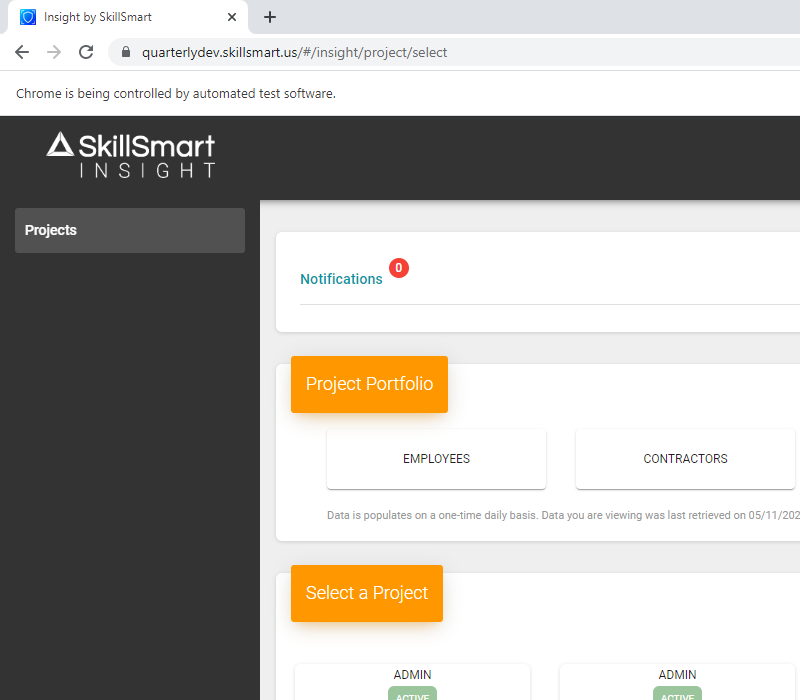 Insight by SkillSmart
quarterlydev.skillsmart.us/#/insight/project/select
Chrome is being controlled by automated test software.
SkillSmart
INSIGHT
Projects
Notifications 0
Project Portfolio
EMPLOYEES CONTRACTORS
Data is populates on a one-time daily basis. Data you are viewing was last retrieved on 05/11/202
Select a Project
ADMIN ADMIN
ACTIVE ACTIVE